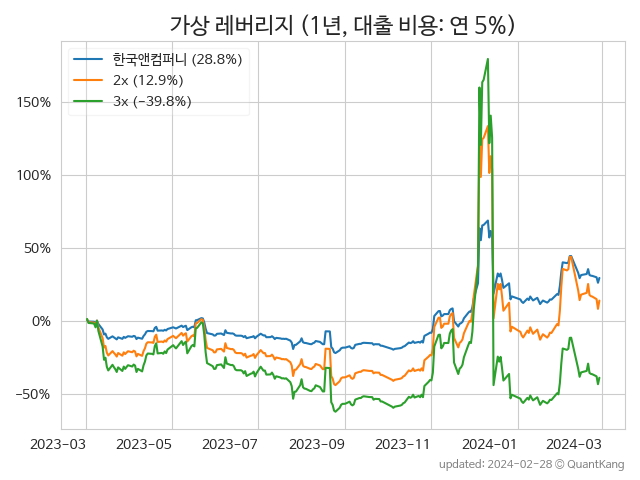 가상 레버리지 (1년, 대출 비용: 연 5%)
한국앤컴퍼니 (28.8%)
2x (12.9%)
3x (−39.8%)
150%
100%
50%
0%
−50%
2023-03 2023-05 2023-07 2023-09 2023-11 2024-01 2024-03
updated: 2024-02-28 © QuantKang